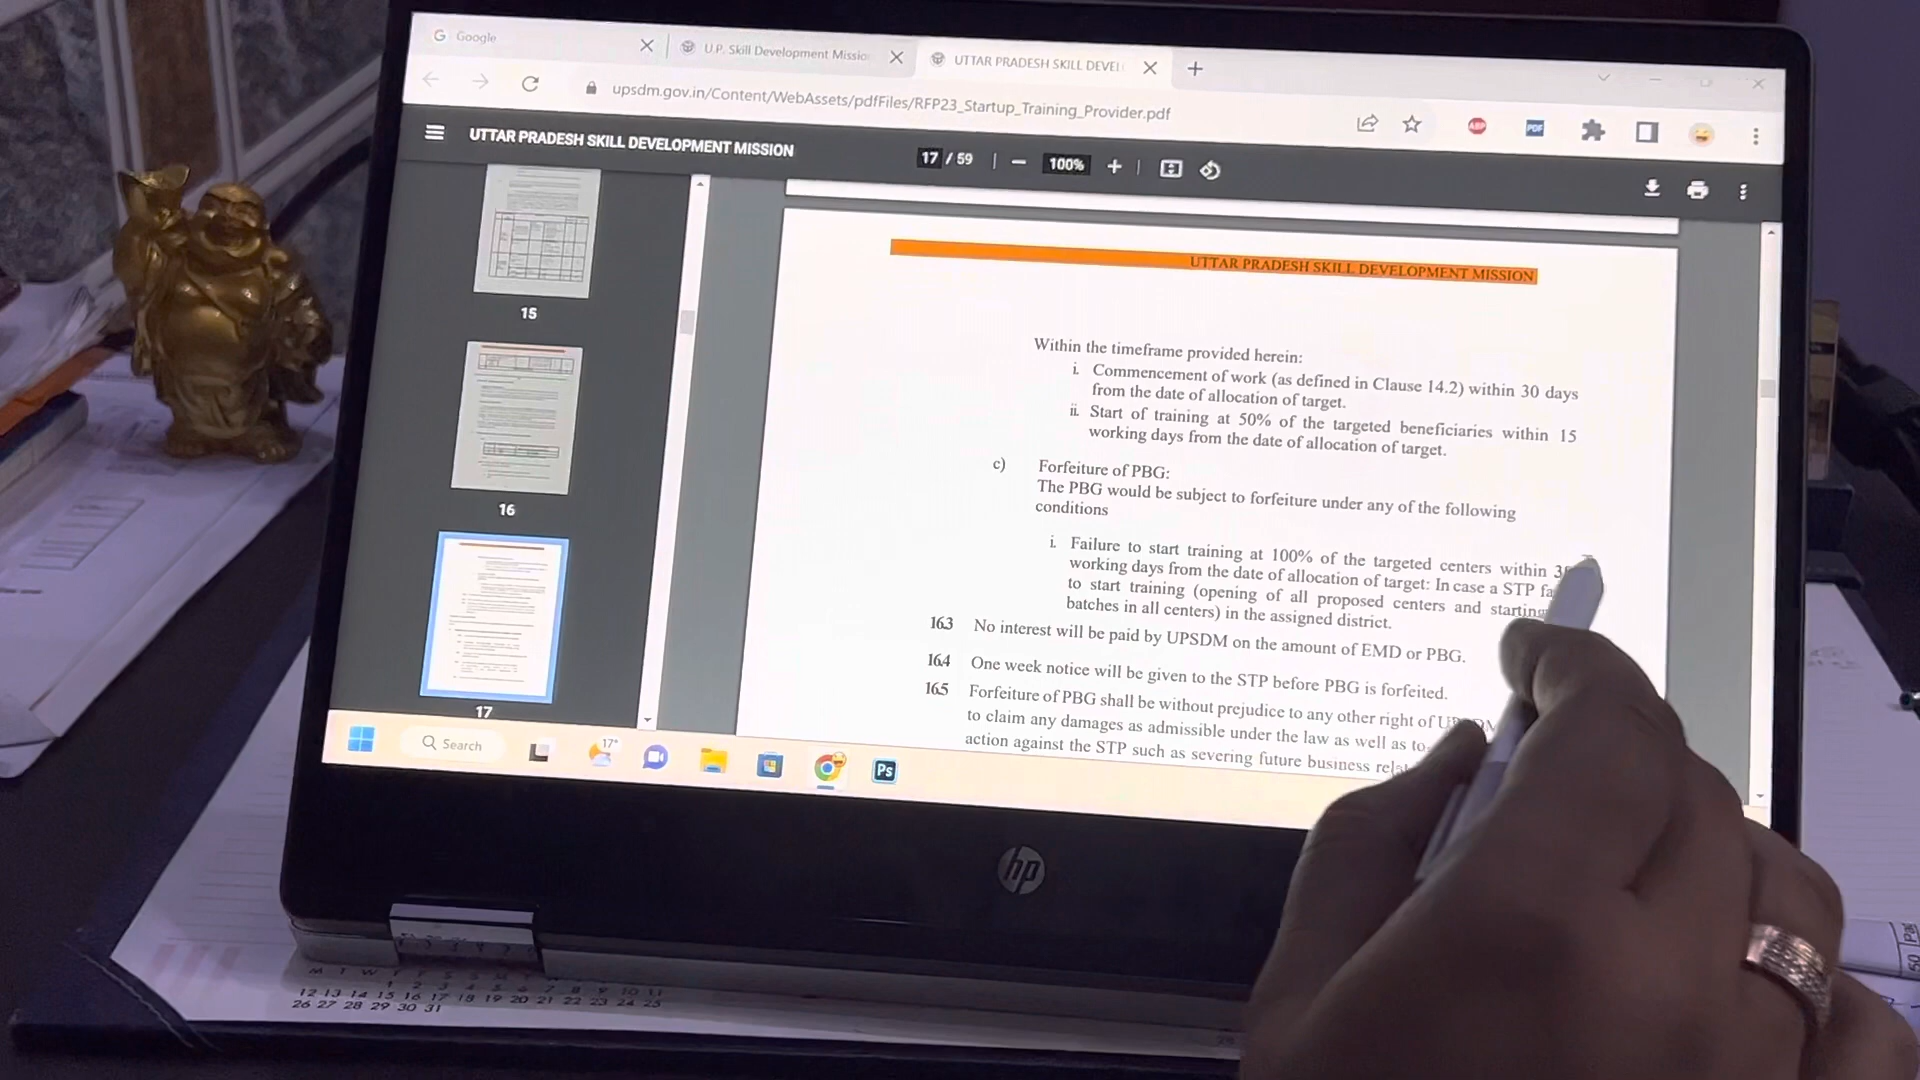 Google
U.P. Skill Development Missio
UTTAR PRADESH SKILL DEVEL
upsdm.gov.in/Content/WebAssets/pdfFiles/RFP23_Startup_Training_Provider.pdf
ABP
PDF
UTTAR PRADESH SKILL DEVELOPMENT MISSION
17 / 59
100%
15
16
17
UTTAR PRADESH SKILL DEVELOPMENT MISSION
Within the timeframe provided herein:
i. Commencement of work (as defined in Clause 14.2) within 30 days
from the date of allocation of target.
ii. Start of training at 50% of the targeted beneficiaries within 15
working days from the date of allocation of target.
c) Forfeiture of PBG:
The PBG would be subject to forfeiture under any of the following
conditions
i. Failure to start training at 100% of the targeted centers within
working days from the date of allocation of target: In case a STP
to start training (opening of all proposed centers and starting
batches in all centers) in the assigned district.
16.3 No interest will be paid by UPSDM on the amount of EMD or PBG.
16.4 One week notice will be given to the STP before PBG is forfeited.
16.5 Forfeiture of PBG shall be without prejudice to any other right of
to claim any damages as admissible under the law as well as to
action against the STP such as severing future business
Search
17°
Ps
hp
M T W
12 13 14 15 16 17 18 19 20 21 22 23 24 25
26 27 28 29 30 31
50